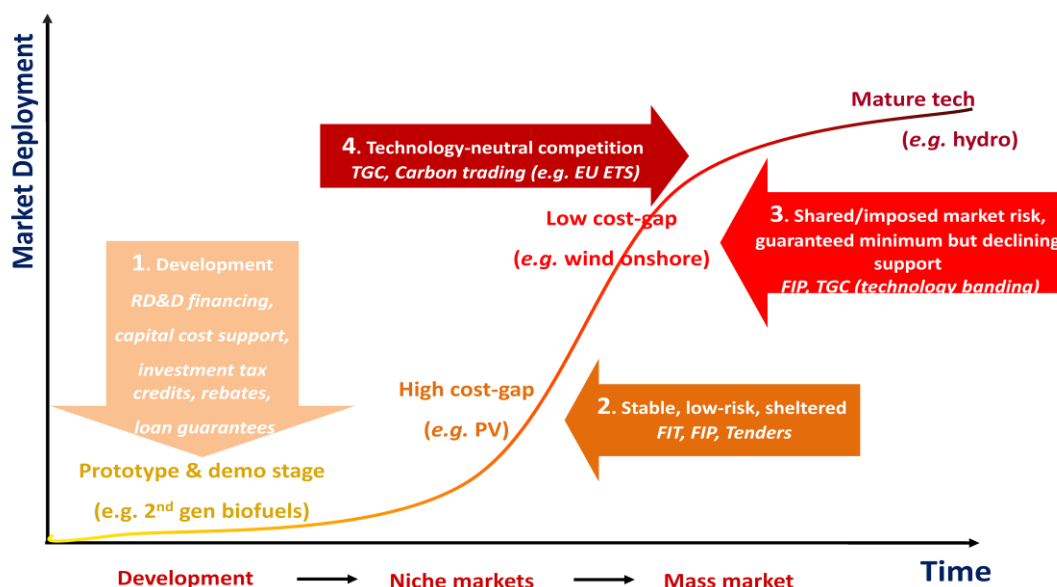 Market Deployment
Mature tech
(e.g. hydro)
4. Technology-neutral competition
TGC, Carbon trading (e.g. EU ETS)
Low cost-gap
(e.g. wind onshore)
3. Shared/imposed market risk,
guaranteed minimum but declining
support
FIP, TGC (technology banding)
1. Development
RD&D financing,
capital cost support,
investment tax
credits, rebates,
loan guarantees
High cost-gap
(e.g. PV)
2. Stable, low-risk, sheltered
FIT, FIP, Tenders
Prototype & demo stage
(e.g. 2nd gen biofuels)
Time
Development
Niche markets
Mass market